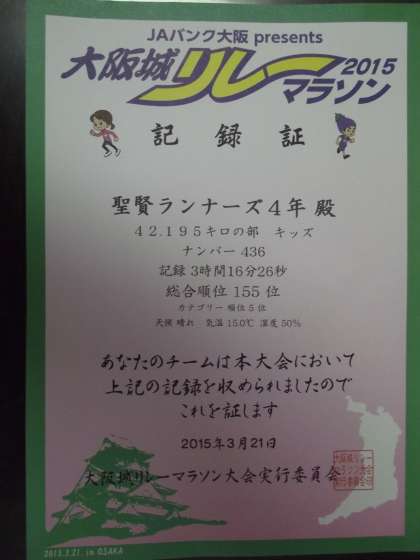 JAバンク大阪 presents
大阪城リレーマラソン2015
記録証
聖賢ランナーズ4年 殿
42.195キロの部 キッズ
ナンバー 436
記録 3時間16分26秒
総合順位 155 位
カテゴリー 順位 5 位
天候 晴れ 気温 15.0℃ 湿度 50%
あなたのチームは本大会において
上記の記録を収められましたので
これを証します
2015年3月21日
大阪城リレーマラソン大会実行委員会
2015.3.21 in OSAKA